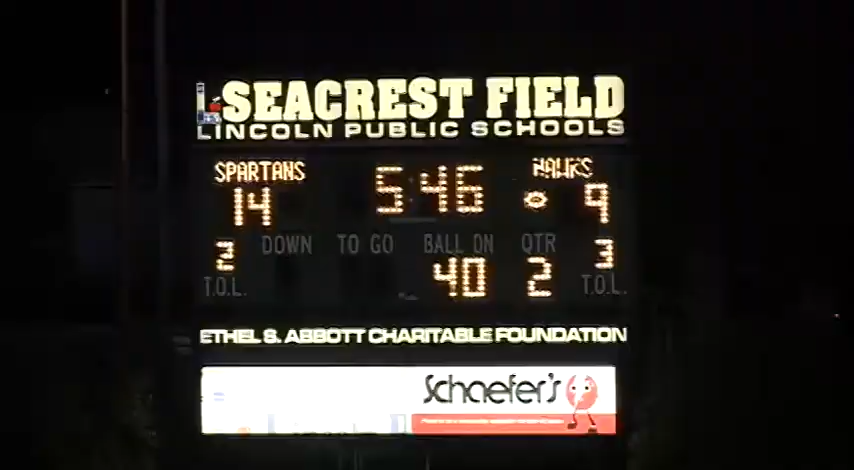 SEACREST FIELD
LINCOLN PUBLIC SCHOOLS
SPARTANS 5:46 HAWKS
14 9
2 DOWN TO GO BALL ON QTR 3
T.O.L. 40 2 T.O.L.
ETHEL S. ABBOTT CHARITABLE FOUNDATION
Schaefer's